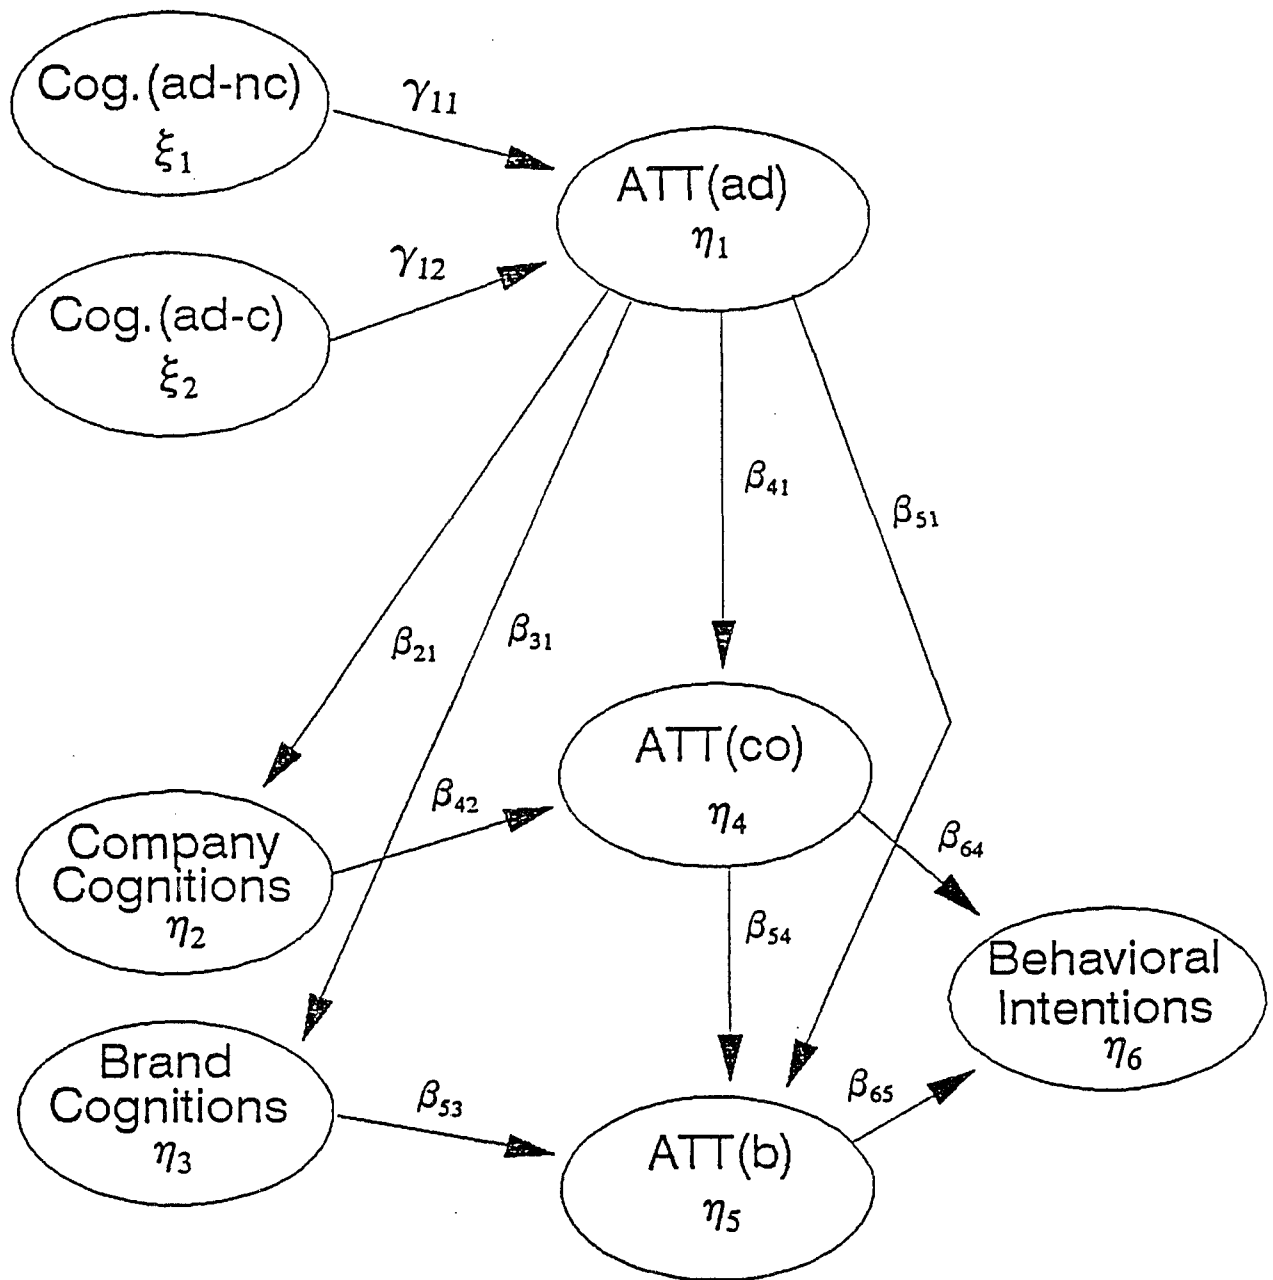 Cog.(ad-nc)
ξ₁
γ₁₁
ATT(ad)
η₁
Cog.(ad-c)
ξ₂
γ₁₂
β₄₁
β₅₁
β₂₁
β₃₁
ATT(co)
η₄
β₄₂
β₆₄
Company
Cognitions
η₂
β₅₄
Behavioral
Intentions
η₆
Brand
Cognitions
η₃
β₅₃
β₆₅
ATT(b)
η₅